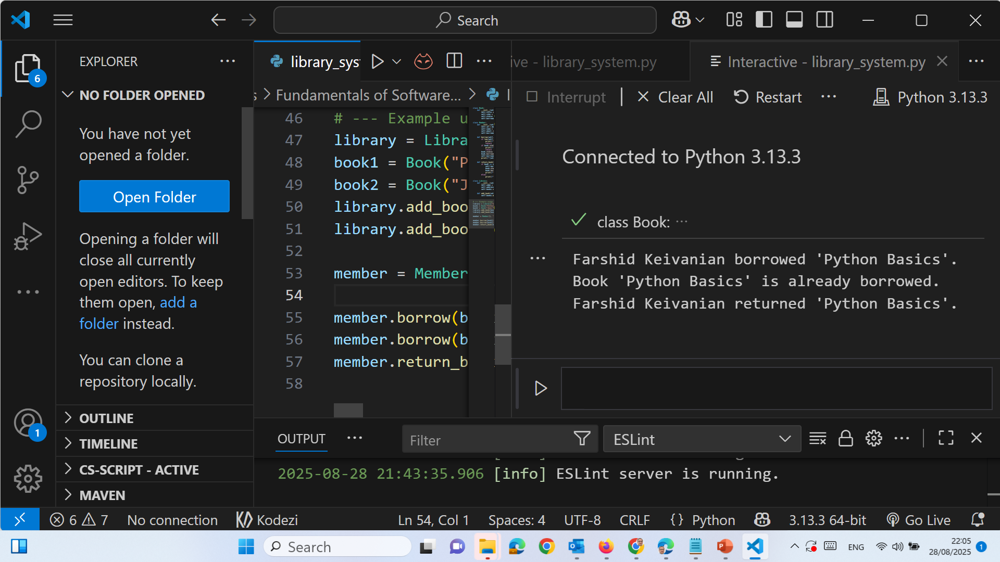 Search
EXPLORER
6
NO FOLDER OPENED
You have not yet
opened a folder.
Open Folder
Opening a folder will
close all currently
open editors. To keep
them open, add a
folder instead.
You can clone a
repository locally.
OUTLINE
TIMELINE
CS-SCRIPT - ACTIVE
MAVEN
1
library_sys
s > Fundamentals of Software... >
46 # --- Example u
47 library = Libra
48 book1 = Book("P
49 book2 = Book("J
50 library.add_boo
51 library.add_boo
52
53 member = Member
54
55 member.borrow(b
56 member.borrow(b
57 member.return_b
58
ive - library_system.py
Interactive - library_system.py
Interrupt | Clear All Restart ... Python 3.13.3
Connected to Python 3.13.3
class Book: ...
Farshid Keivanian borrowed 'Python Basics'.
Book 'Python Basics' is already borrowed.
Farshid Keivanian returned 'Python Basics'.
OUTPUT ... Filter ESLint
2025-08-28 21:43:35.906 [info] ESLint server is running.
6 7 No connection Kodezi Ln 54, Col 1 Spaces: 4 UTF-8 CRLF {} Python 3.13.3 64-bit Go Live
Search ENG 22:05
28/08/2025 1